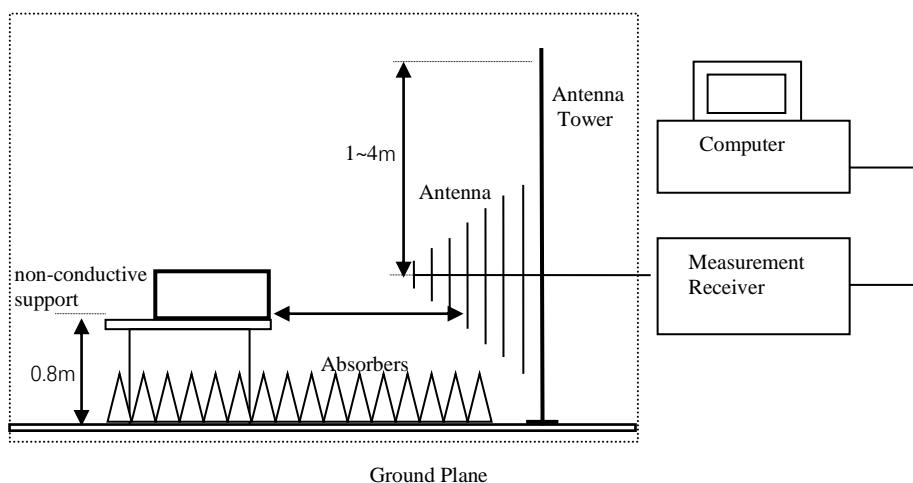 Antenna
Tower
Computer
1~4m
Antenna
non-conductive
support
Measurement
Receiver
0.8m
Absorbers
Ground Plane